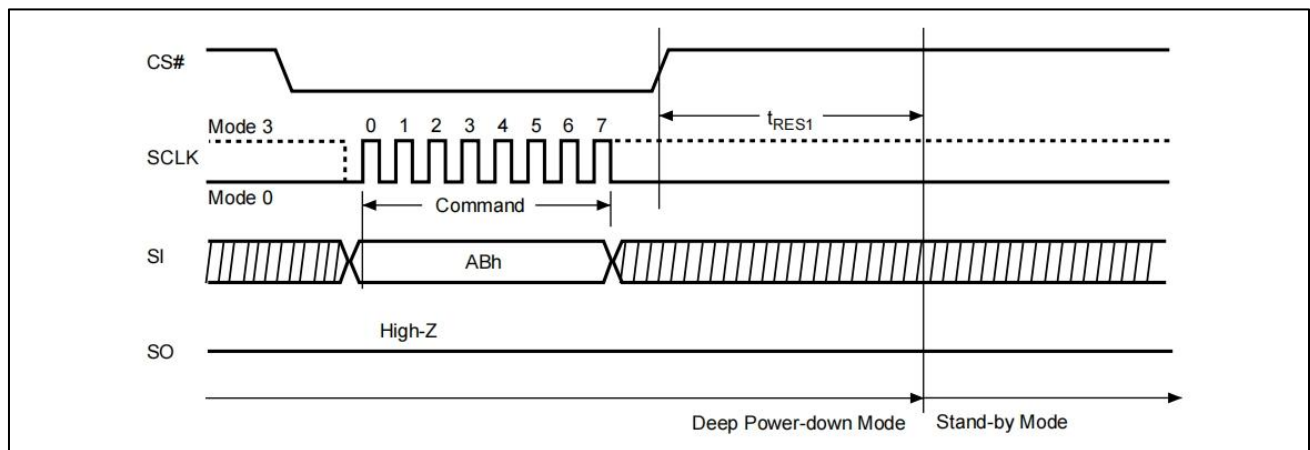 CS#
tRES1
Mode 3
0 1 2 3 4 5 6 7
SCLK
Mode 0
Command
SI
ABh
High-Z
SO
Deep Power-down Mode
Stand-by Mode